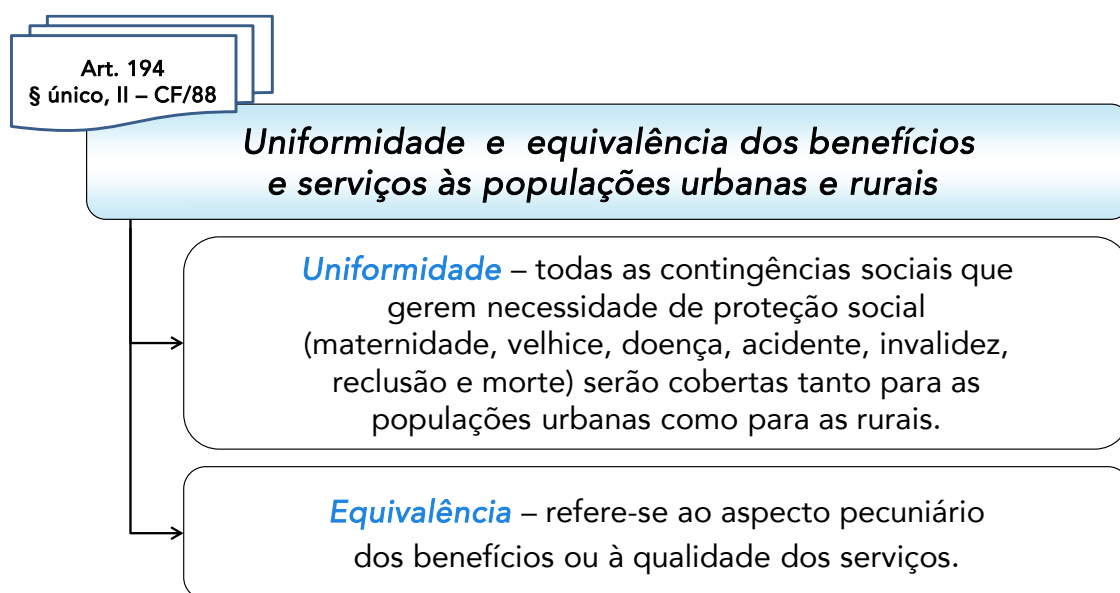 Art. 194
§ único, II – CF/88
Uniformidade e equivalência dos benefícios
e serviços às populações urbanas e rurais
Uniformidade – todas as contingências sociais que
gerem necessidade de proteção social
(maternidade, velhice, doença, acidente, invalidez,
reclusão e morte) serão cobertas tanto para as
populações urbanas como para as rurais.
Equivalência – refere-se ao aspecto pecuniário
dos benefícios ou à qualidade dos serviços.